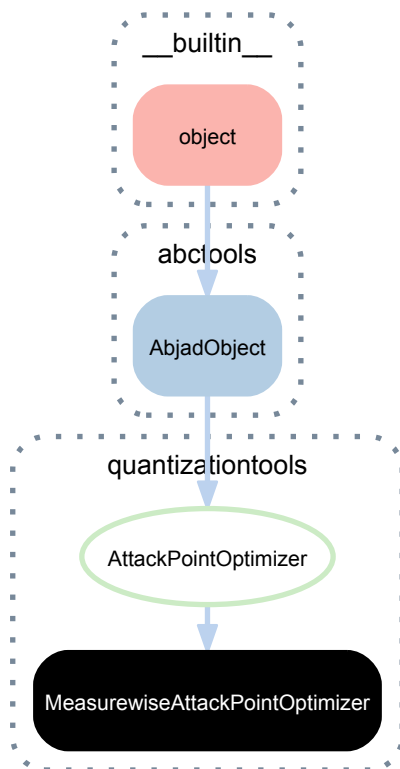 __builtin__
object
abctools
AbjadObject
quantizationtools
AttackPointOptimizer
MeasurewiseAttackPointOptimizer